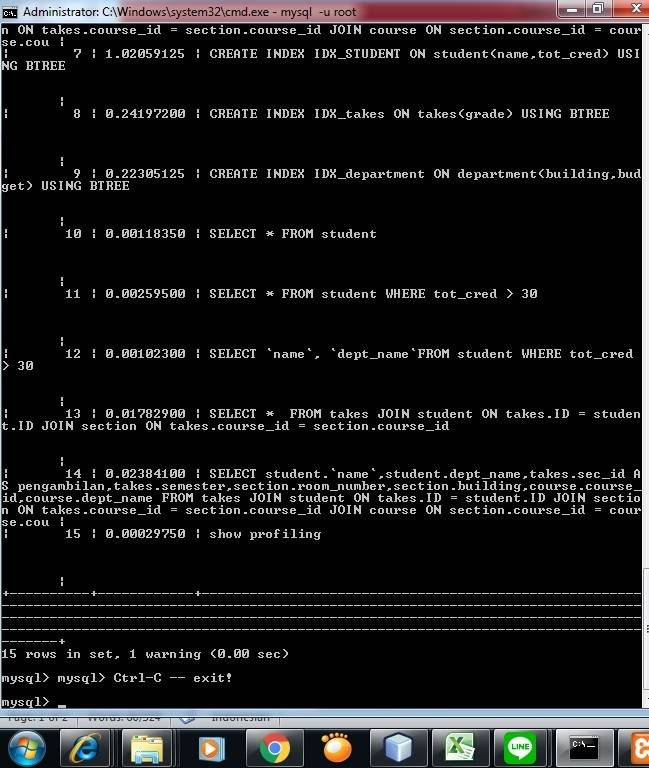 Administrator: C:\Windows\system32\cmd.exe - mysql -u root
n ON takes.course_id = section.course_id JOIN course ON section.course_id = cour
se.cou ¦
¦ 7 ¦ 1.02059125 ¦ CREATE INDEX IDX_STUDENT ON student(name,tot_cred) USI
NG BTREE
¦
¦ 8 ¦ 0.24197200 ¦ CREATE INDEX IDX_takes ON takes(grade) USING BTREE
¦
¦ 9 ¦ 0.22305125 ¦ CREATE INDEX IDX_department ON department(building,bud
get) USING BTREE
¦
¦ 10 ¦ 0.00118350 ¦ SELECT * FROM student
¦
¦ 11 ¦ 0.00259500 ¦ SELECT * FROM student WHERE tot_cred > 30
¦
¦ 12 ¦ 0.00102300 ¦ SELECT `name`, `dept_name`FROM student WHERE tot_cred
> 30
¦
¦ 13 ¦ 0.01782900 ¦ SELECT *  FROM takes JOIN student ON takes.ID = studen
t.ID JOIN section ON takes.course_id = section.course_id
¦
¦ 14 ¦ 0.02384100 ¦ SELECT student.`name`,student.dept_name,takes.sec_id A
S pengambilan,takes.semester,section.room_number,section.building,course.course_
id,course.dept_name FROM takes JOIN student ON takes.ID = student.ID JOIN sectio
n ON takes.course_id = section.course_id JOIN course ON section.course_id = cour
se.cou ¦
¦ 15 ¦ 0.00029750 ¦ show profiling
¦
+----------+------------+-------------------------------------------------------
--------------------------------------------------------------------------------
--------------------------------------------------------------------------------
--------------------------------------------------------------------------------
-------+
15 rows in set, 1 warning (0.00 sec)
mysql> mysql> Ctrl-C -- exit!
mysql> _
Page: 1 of 2 Words: 60/324 Indonesian
LINE
C:\_